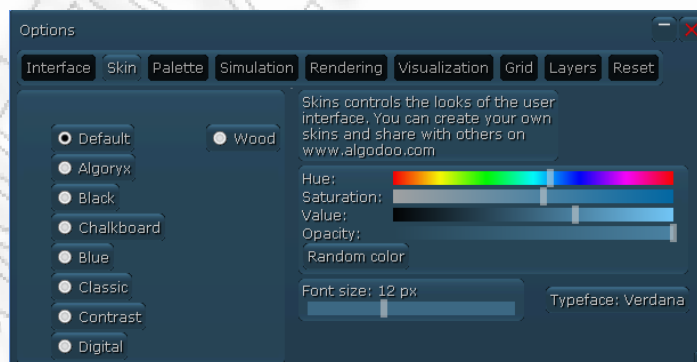 Options
Interface Skin Palette Simulation Rendering Visualization Grid Layers Reset
Default
Wood
Algoryx
Black
Chalkboard
Blue
Classic
Contrast
Digital
Skins controls the looks of the user
interface. You can create your own
skins and share with others on
www.algodoo.com
Hue:
Saturation:
Value:
Opacity:
Random color
Font size: 12 px
Typeface: Verdana